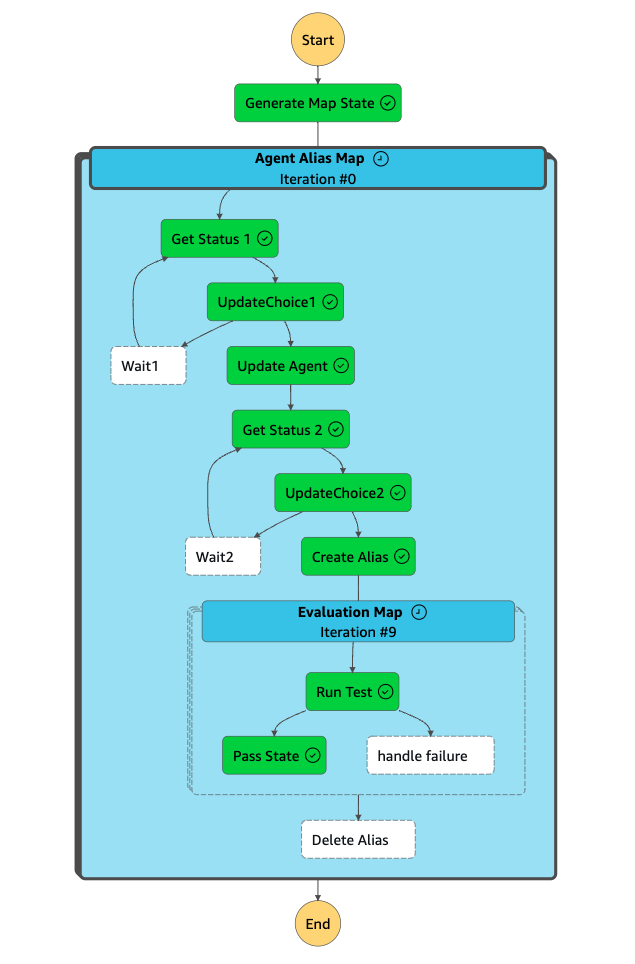 Start
Generate Map State
Agent Alias Map
Iteration #0
Get Status 1
UpdateChoice1
Wait1
Update Agent
Get Status 2
UpdateChoice2
Wait2
Create Alias
Evaluation Map
Iteration #9
Run Test
Pass State
handle failure
Delete Alias
End